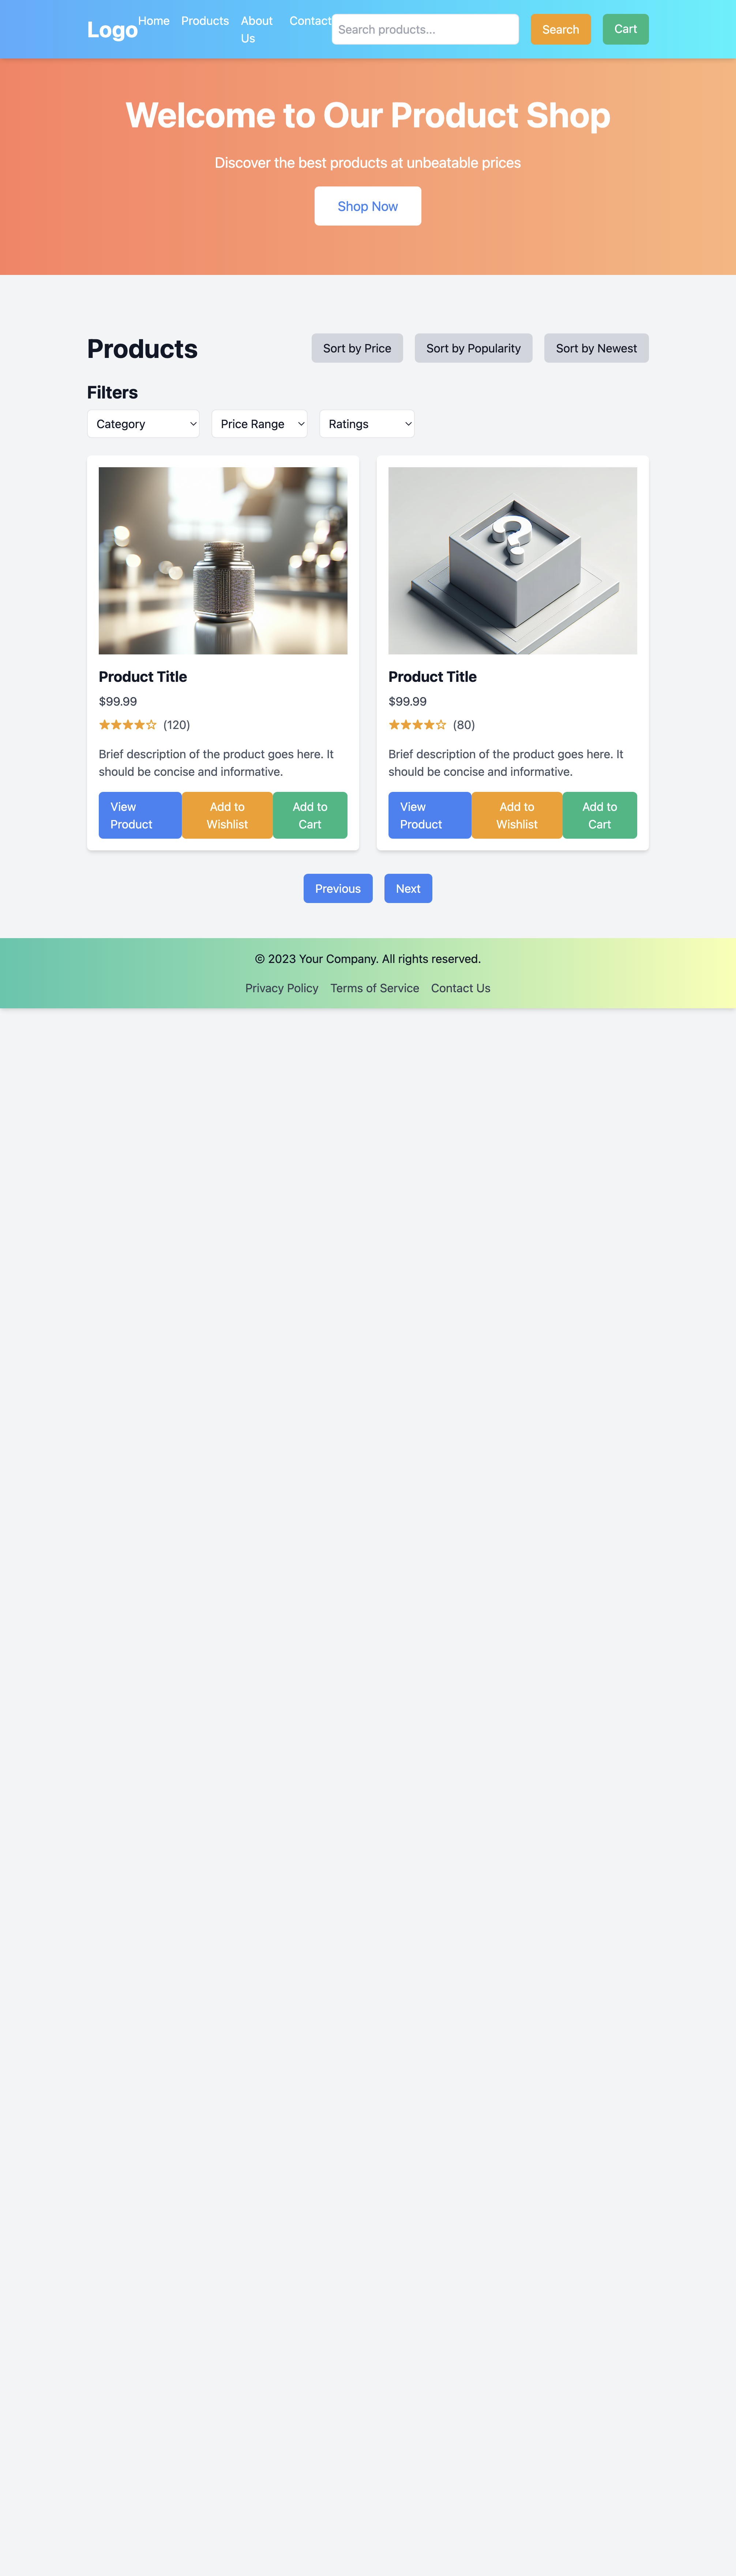 Logo
Home Products About Us Contact
Search products...
Search Cart
Welcome to Our Product Shop
Discover the best products at unbeatable prices
Shop Now
Products
Sort by Price Sort by Popularity Sort by Newest
Filters
Category Price Range Ratings
?
Product Title
$99.99
★★★★☆ (120)
Brief description of the product goes here. It
should be concise and informative.
View Product Add to Wishlist Add to Cart
Product Title
$99.99
★★★★☆ (80)
Brief description of the product goes here. It
should be concise and informative.
View Product Add to Wishlist Add to Cart
Previous Next
© 2023 Your Company. All rights reserved.
Privacy Policy Terms of Service Contact Us